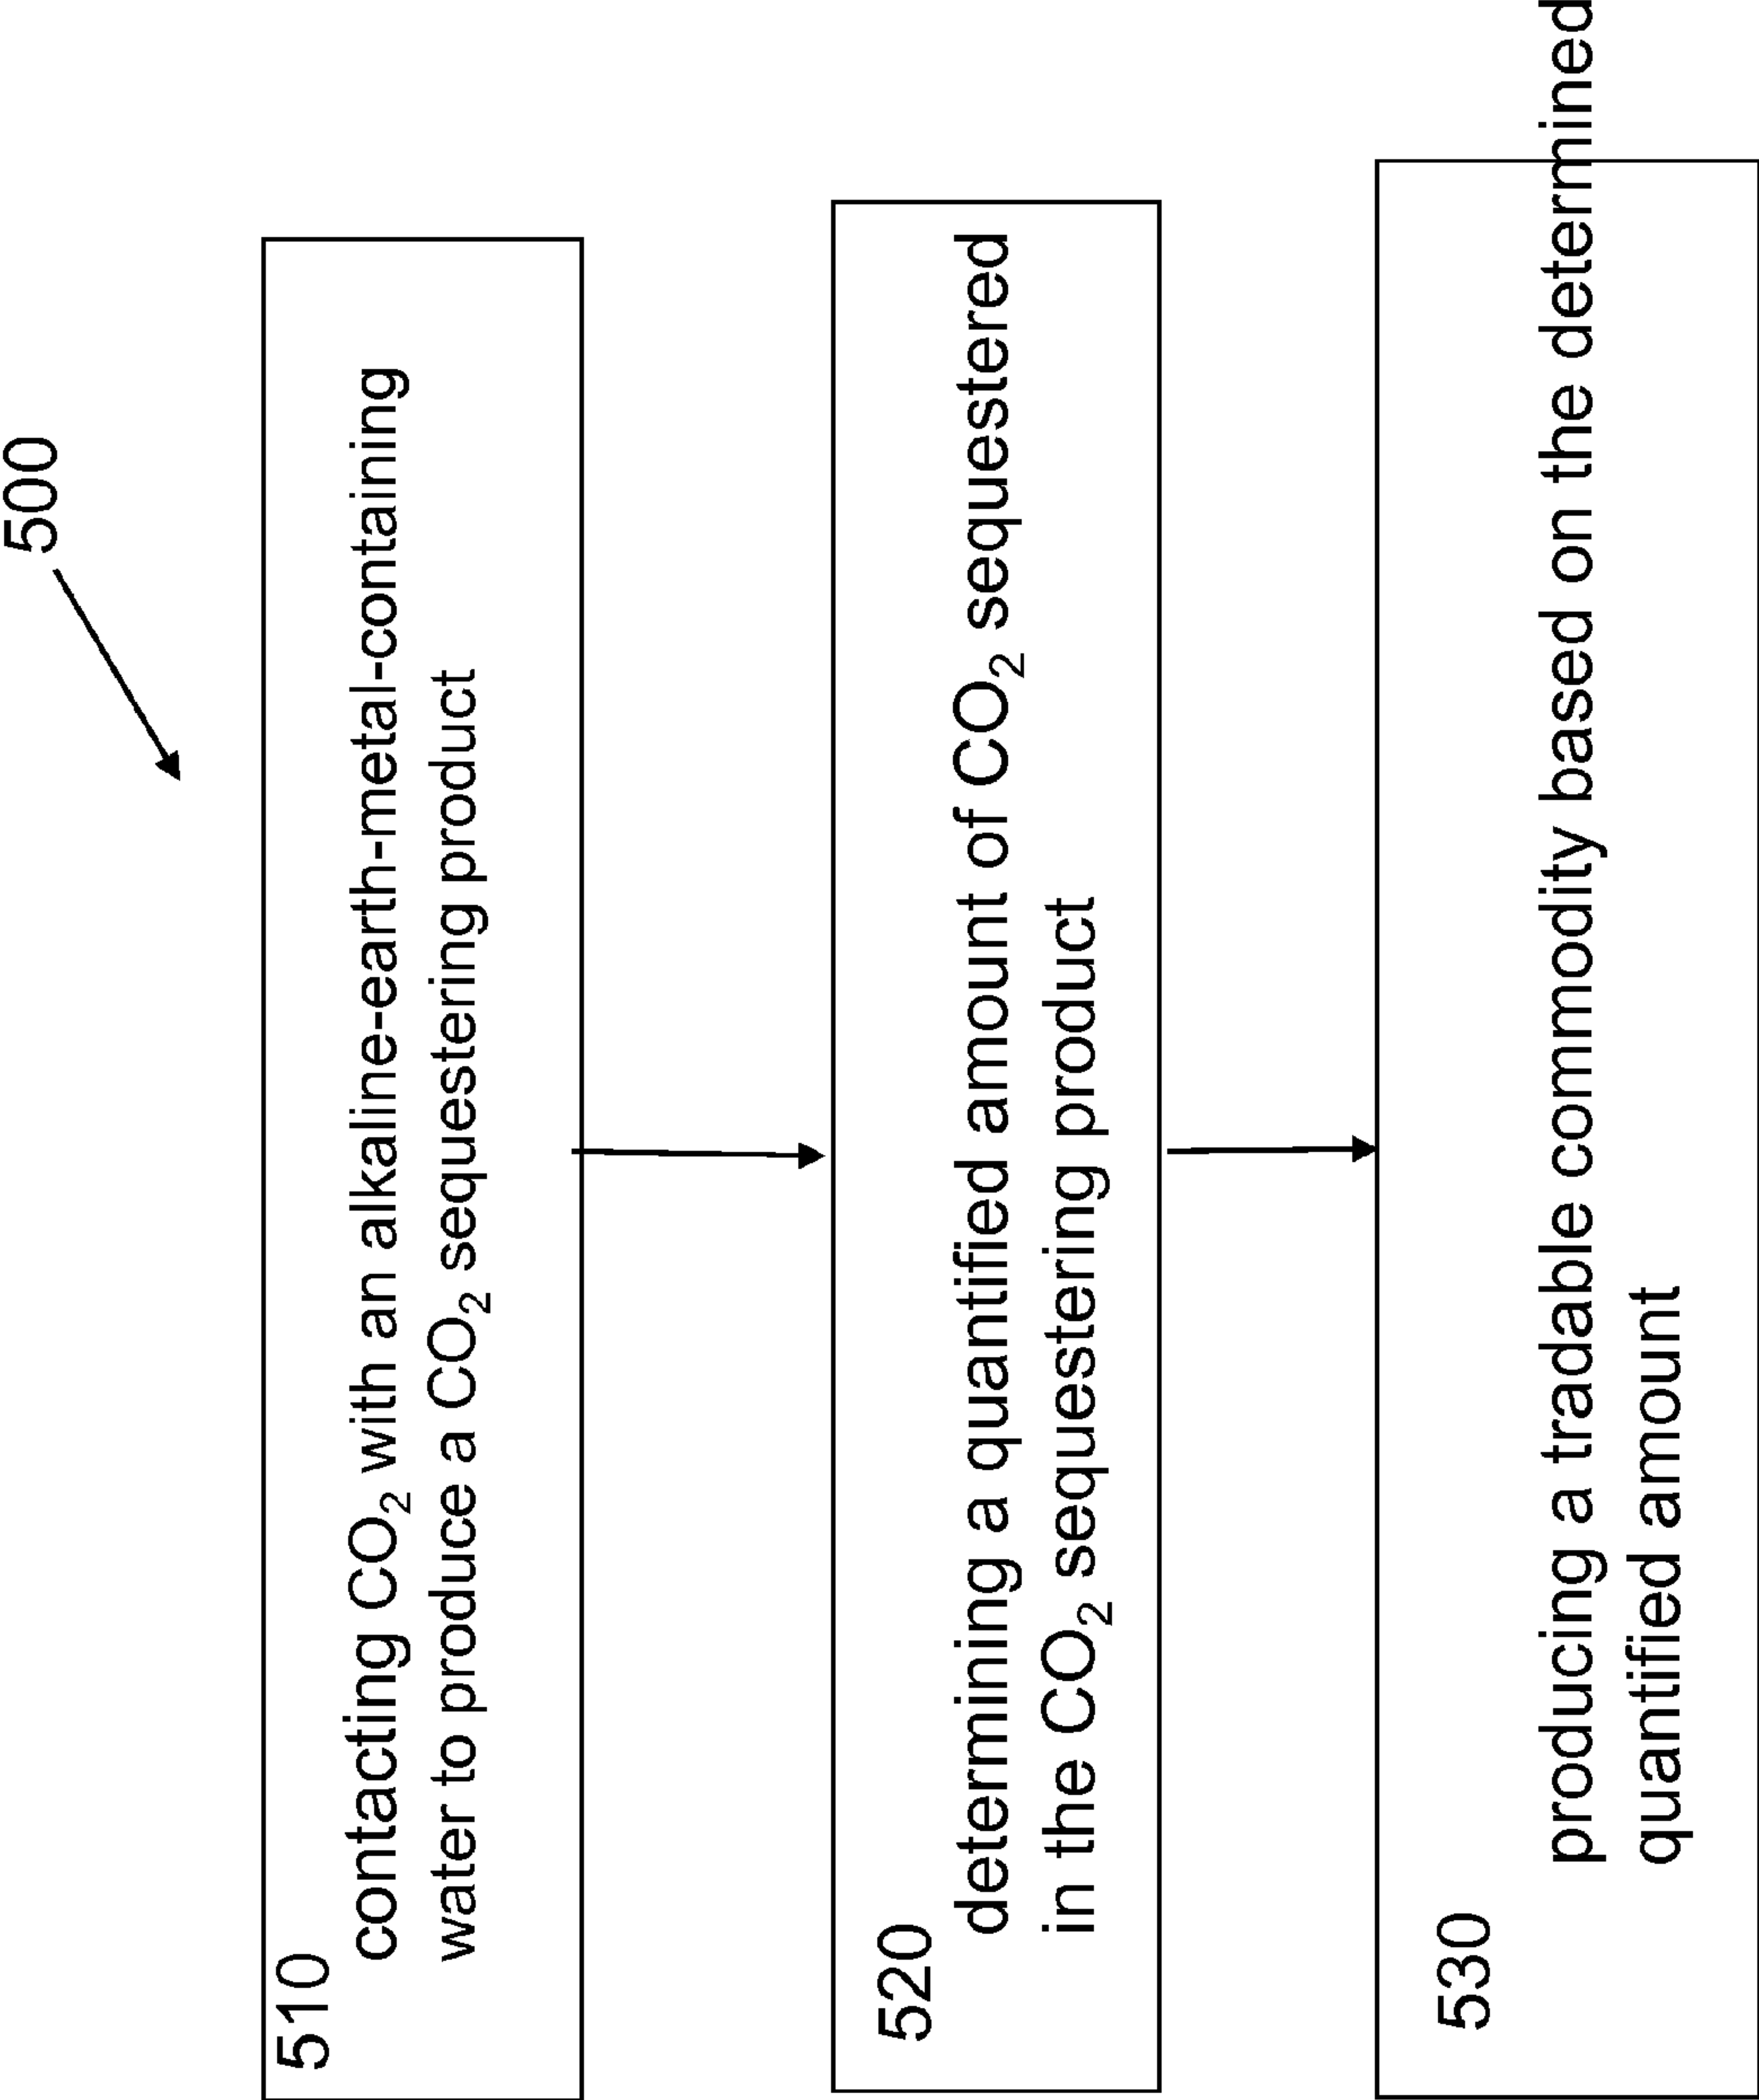 500
510
contacting CO₂ with an alkaline-earth-metal-containing
water to produce a CO₂ sequestering product
520
determining a quantified amount of CO₂ sequestered
in the CO₂ sequestering product
530
producing a tradable commodity based on the determined
quantified amount